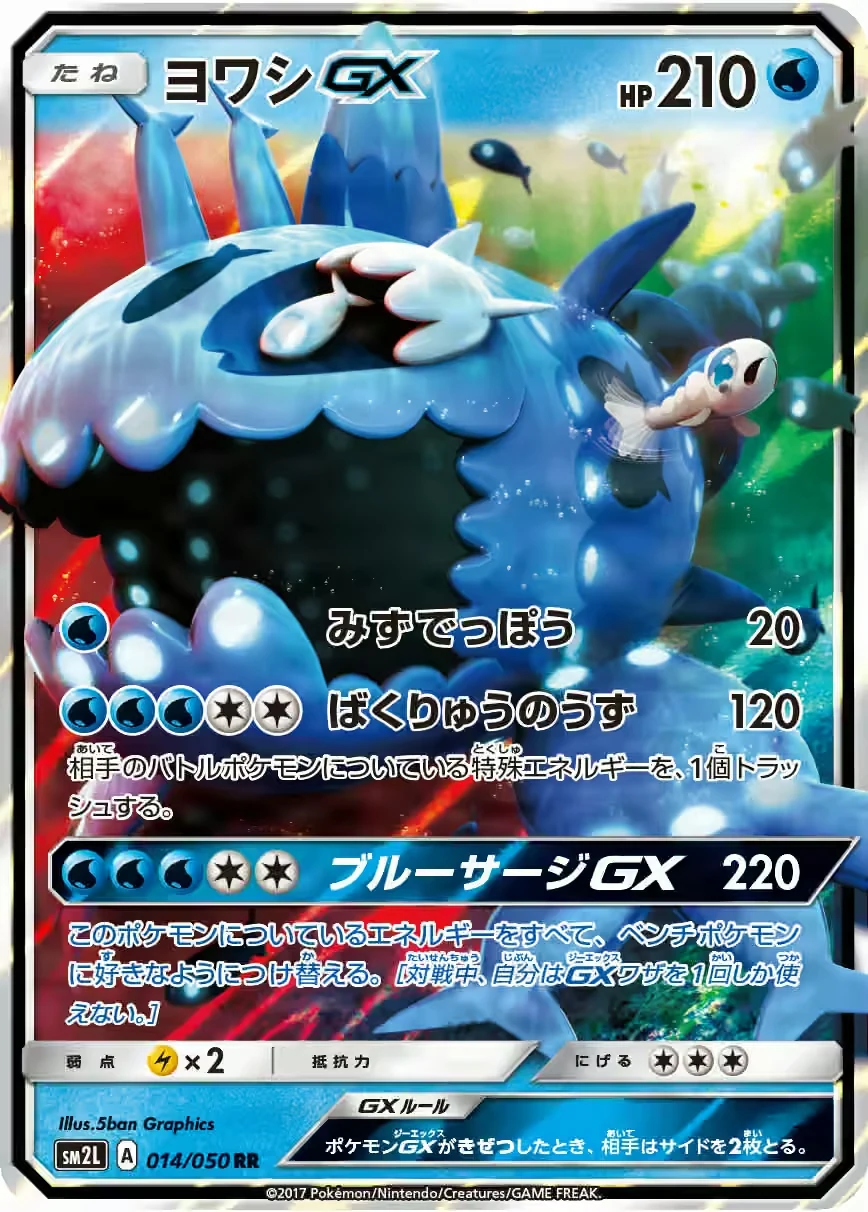 たね ヨワシGX HP210
みずでっぽう 20
ばくりゅうのうず 120
相手のバトルポケモンについている特殊エネルギーを、1個トラッ
シュする。
ブルーサージGX 220
このポケモンについているエネルギーをすべて、ベンチポケモン
に好きなようにつけ替える。[対戦中、自分はGXワザを1回しか使
えない。]
弱点 ×2 抵抗力 にげる
GXルール
ポケモンGXがきぜつしたとき、相手はサイドを2枚とる。
Illus.5ban Graphics
SM2L A 014/050 RR
©2017 Pokémon/Nintendo/Creatures/GAME FREAK.